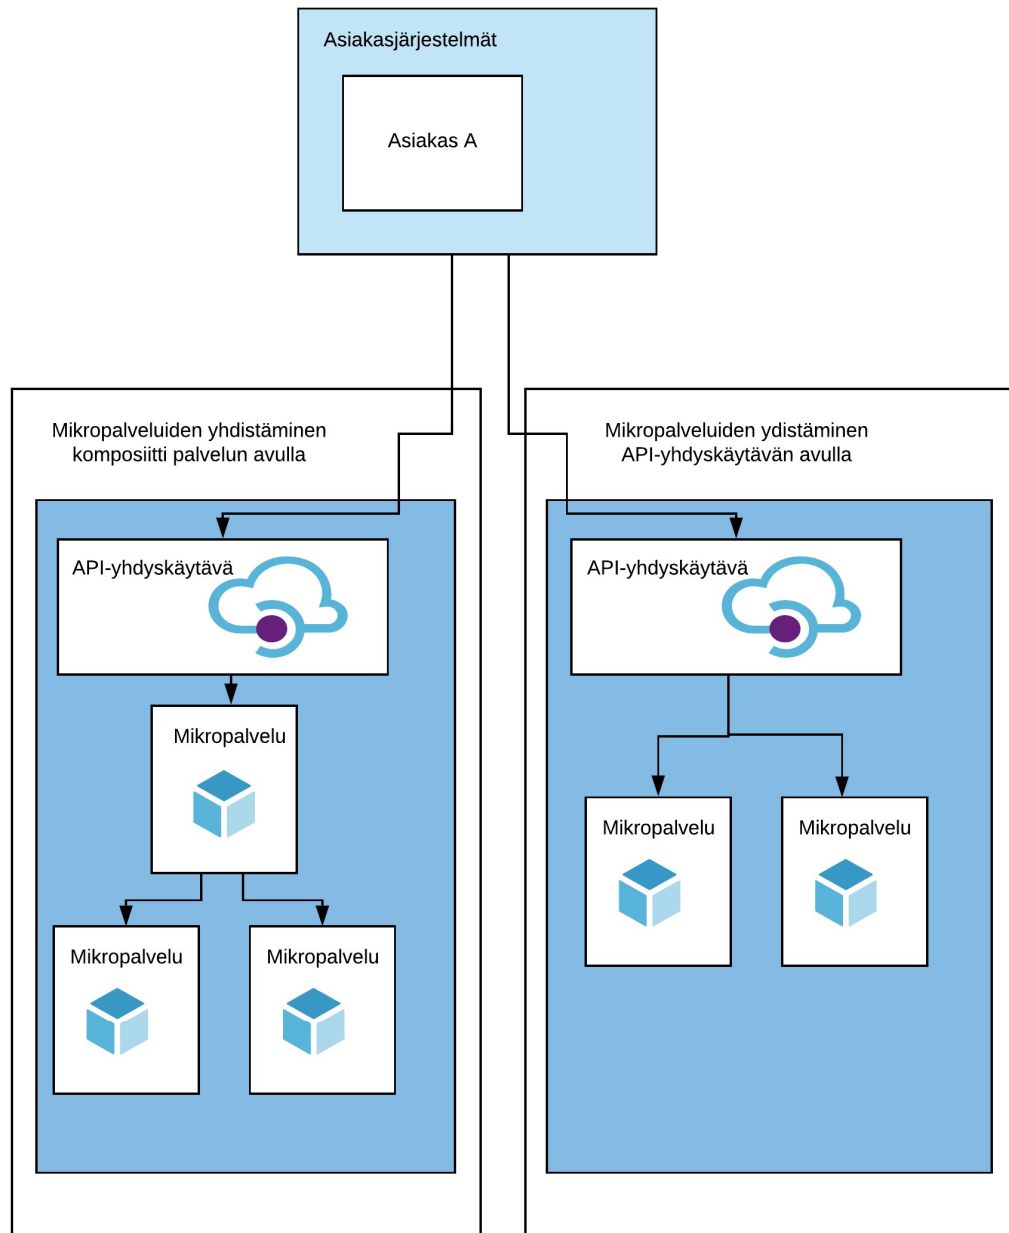 Asiakasjärjestelmät
Asiakas A
Mikropalveluiden yhdistäminen
komposiitti palvelun avulla
API-yhdyskäytävä
Mikropalvelu
Mikropalvelu
Mikropalvelu
Mikropalveluiden ydistäminen
API-yhdyskäytävän avulla
API-yhdyskäytävä
Mikropalvelu
Mikropalvelu